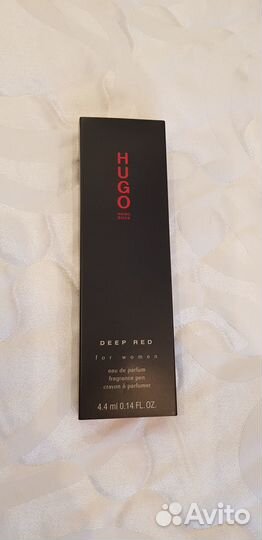 HUGO
HUGO
BOSS
DEEP RED
for women
eau de parfum
fragrance pen
crayon à parfumer
4.4 ml 0.14 FL.OZ.
Avito